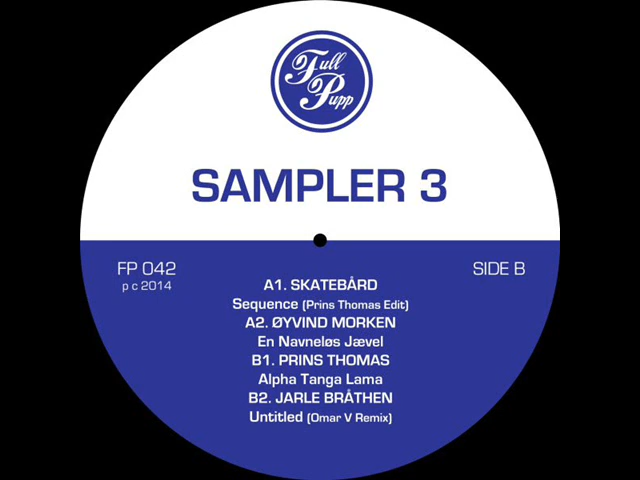 Full
Pupp
SAMPLER 3
FP 042
p c 2014
SIDE B
A1. SKATEBÅRD
Sequence (Prins Thomas Edit)
A2. ØYVIND MORKEN
En Navneløs Jævel
B1. PRINS THOMAS
Alpha Tanga Lama
B2. JARLE BRÅTHEN
Untitled (Omar V Remix)